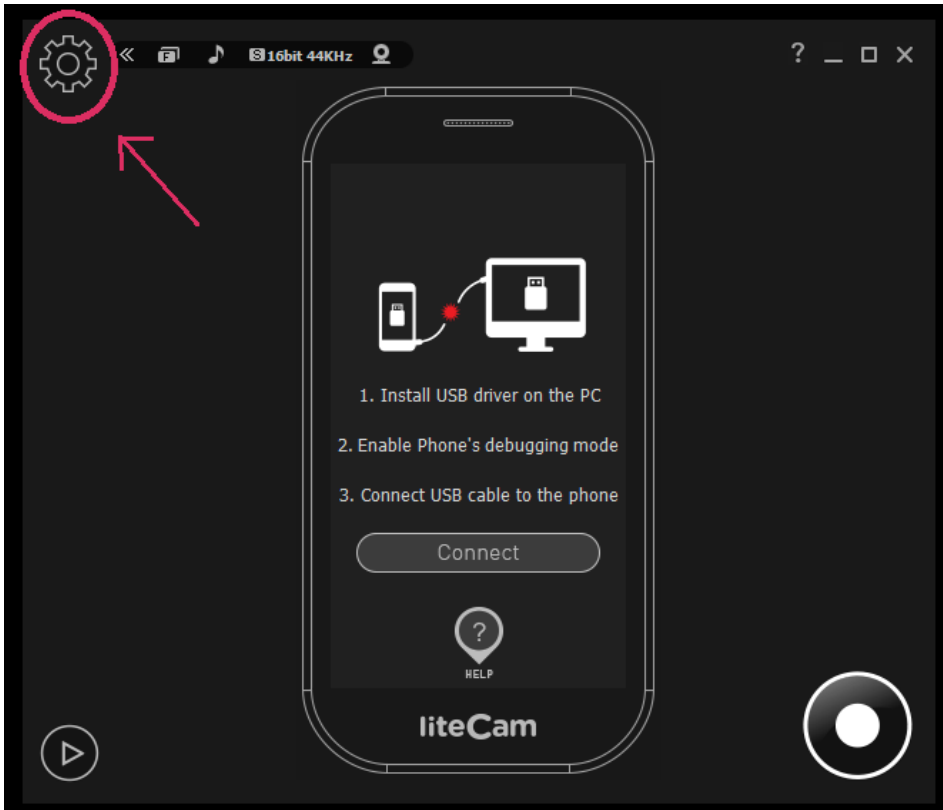 F S 16bit 44KHz
?
1. Install USB driver on the PC
2. Enable Phone's debugging mode
3. Connect USB cable to the phone
Connect
?
HELP
liteCam